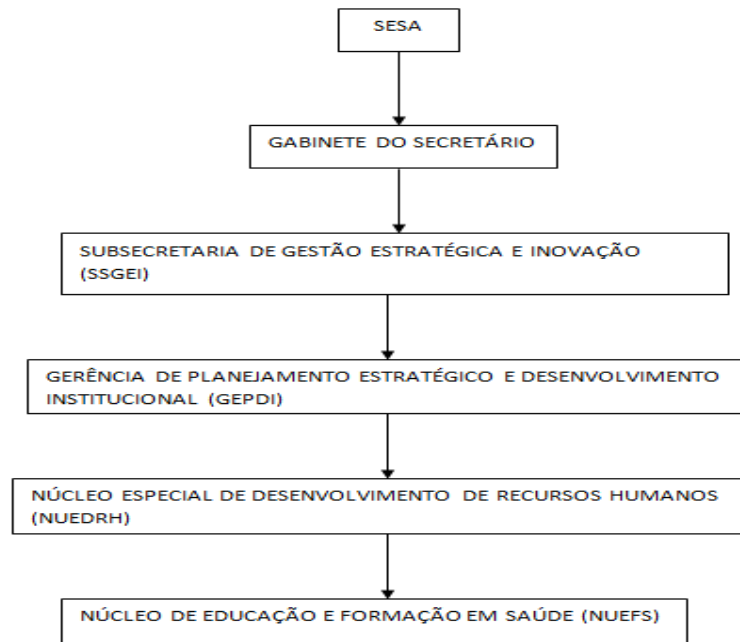 SESA
GABINETE DO SECRETÁRIO
SUBSECRETARIA DE GESTÃO ESTRATÉGICA E INOVAÇÃO
(SSGEI)
GERÊNCIA DE PLANEJAMENTO ESTRATÉGICO E DESENVOLVIMENTO
INSTITUCIONAL (GEPDI)
NÚCLEO ESPECIAL DE DESENVOLVIMENTO DE RECURSOS HUMANOS
(NUEDRH)
NÚCLEO DE EDUCAÇÃO E FORMAÇÃO EM SAÚDE (NUEFS)